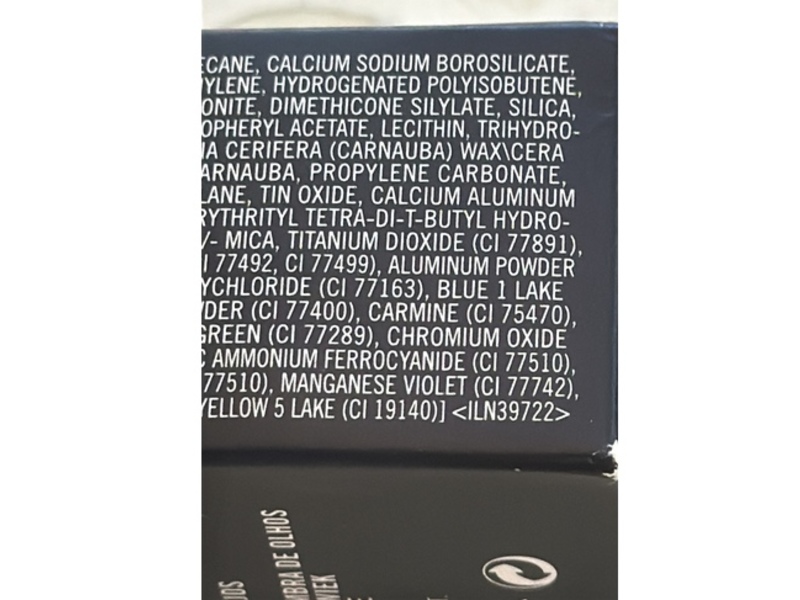 ECANE, CALCIUM SODIUM BOROSILICATE,
YLENE, HYDROGENATED POLYISOBUTENE,
ONITE, DIMETHICONE SILYLATE, SILICA,
OPHERYL ACETATE, LECITHIN, TRIHYDRO-
IA CERIFERA (CARNAUBA) WAX\CERA
ARNAUBA, PROPYLENE CARBONATE,
LANE, TIN OXIDE, CALCIUM ALUMINUM
RYTHRITYL TETRA-DI-T-BUTYL HYDRO-
/- MICA, TITANIUM DIOXIDE (CI 77891),
I 77492, CI 77499), ALUMINUM POWDER
YCHLORIDE (CI 77163), BLUE 1 LAKE
DER (CI 77400), CARMINE (CI 75470),
GREEN (CI 77289), CHROMIUM OXIDE
C AMMONIUM FERROCYANIDE (CI 77510),
77510), MANGANESE VIOLET (CI 77742),
YELLOW 5 LAKE (CI 19140)] <ILN39722>
MBRA DE OLHOS
WIEK